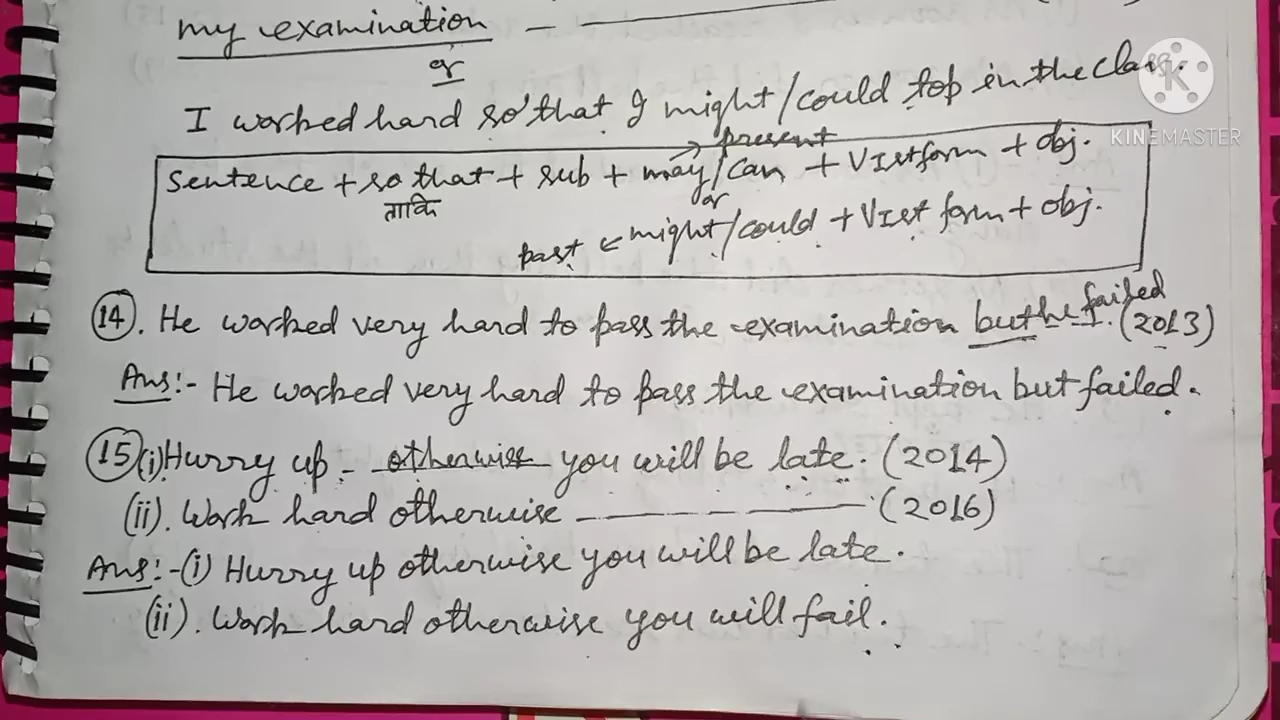 my examination — ———
or
I worked hard so that I might/could top in the class.
present
Sentence + so that + sub + may/can + VIst form + obj.
ताकि
or
past ← might/could + VIst form + obj.
(14). He worked very hard to pass the examination but he failed. (2013)
Ans:- He worked very hard to pass the examination but failed.
(15)(i) Hurry up - otherwise you will be late. (2014)
(ii). Work hard otherwise ———— (2016)
Ans:-(i) Hurry up otherwise you will be late.
(ii). Work hard otherwise you will fail.
K
KINEMASTER